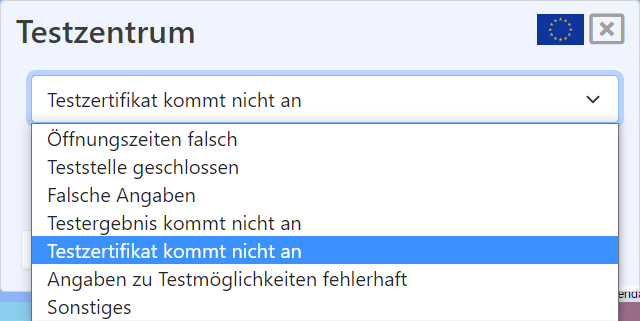 Testzentrum
Testzertifikat kommt nicht an
Öffnungszeiten falsch
Teststelle geschlossen
Falsche Angaben
Testergebnis kommt nicht an
Testzertifikat kommt nicht an
Angaben zu Testmöglichkeiten fehlerhaft
Sonstiges